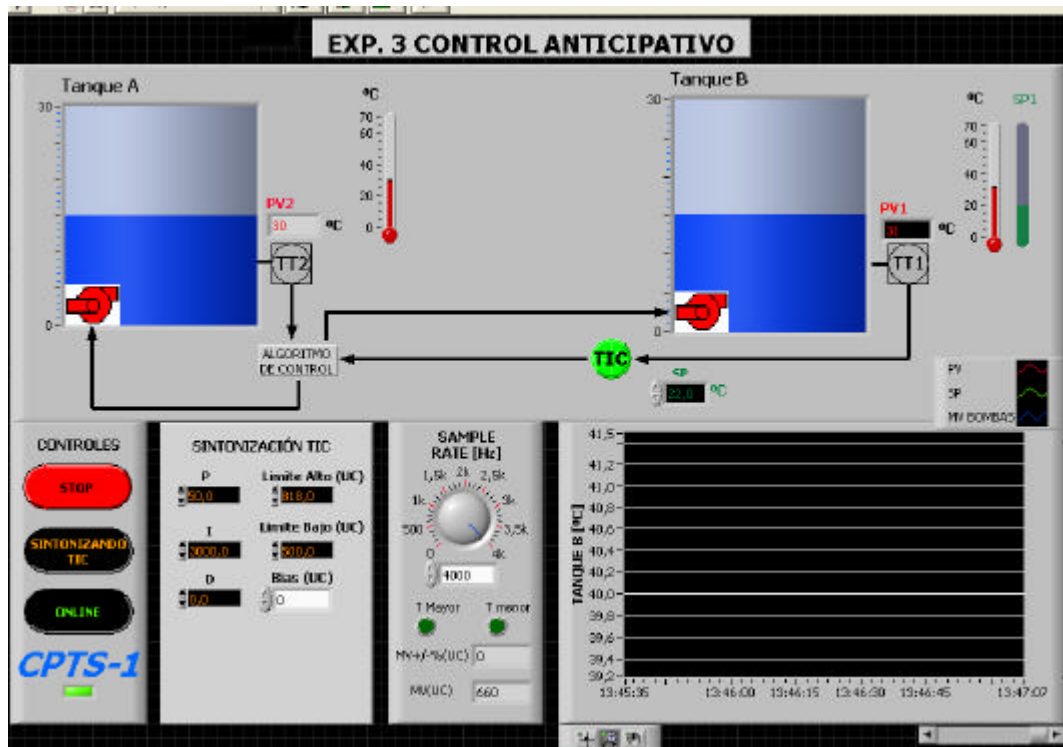 EXP. 3 CONTROL ANTICIPATIVO
Tanque A
30
0
ºC
70
60
40
20
0
PV2
30 ºC
TT2
Tanque B
30
0
ºC
SP1
70
60
40
20
0
PV1
31 ºC
TT1
ALGORITMO
DE CONTROL
TIC
SP
22,0 ºC
PV
SP
MV BOMBAS
CONTROLES
STOP
SINTONIZANDO
TIC
ONLINE
CPTS-1
SINTONIZACIÓN TIC
P
50,0
Limite Alto (UC)
818,0
I
3000,0
Limite Bajo (UC)
500,0
D
0,0
Bias (UC)
0
SAMPLE
RATE [Hz]
0
500
1k
1,5k
2k
2,5k
3k
3,5k
4k
4000
T Mayor
T menor
MV+/-%(UC) 0
MV(UC) 660
TANQUE B [ºC]
41,5
41,2
41,0
40,8
40,6
40,4
40,2
40,0
39,8
39,6
39,4
39,2
13:45:35
13:46:00
13:46:15
13:46:30
13:46:45
13:47:07